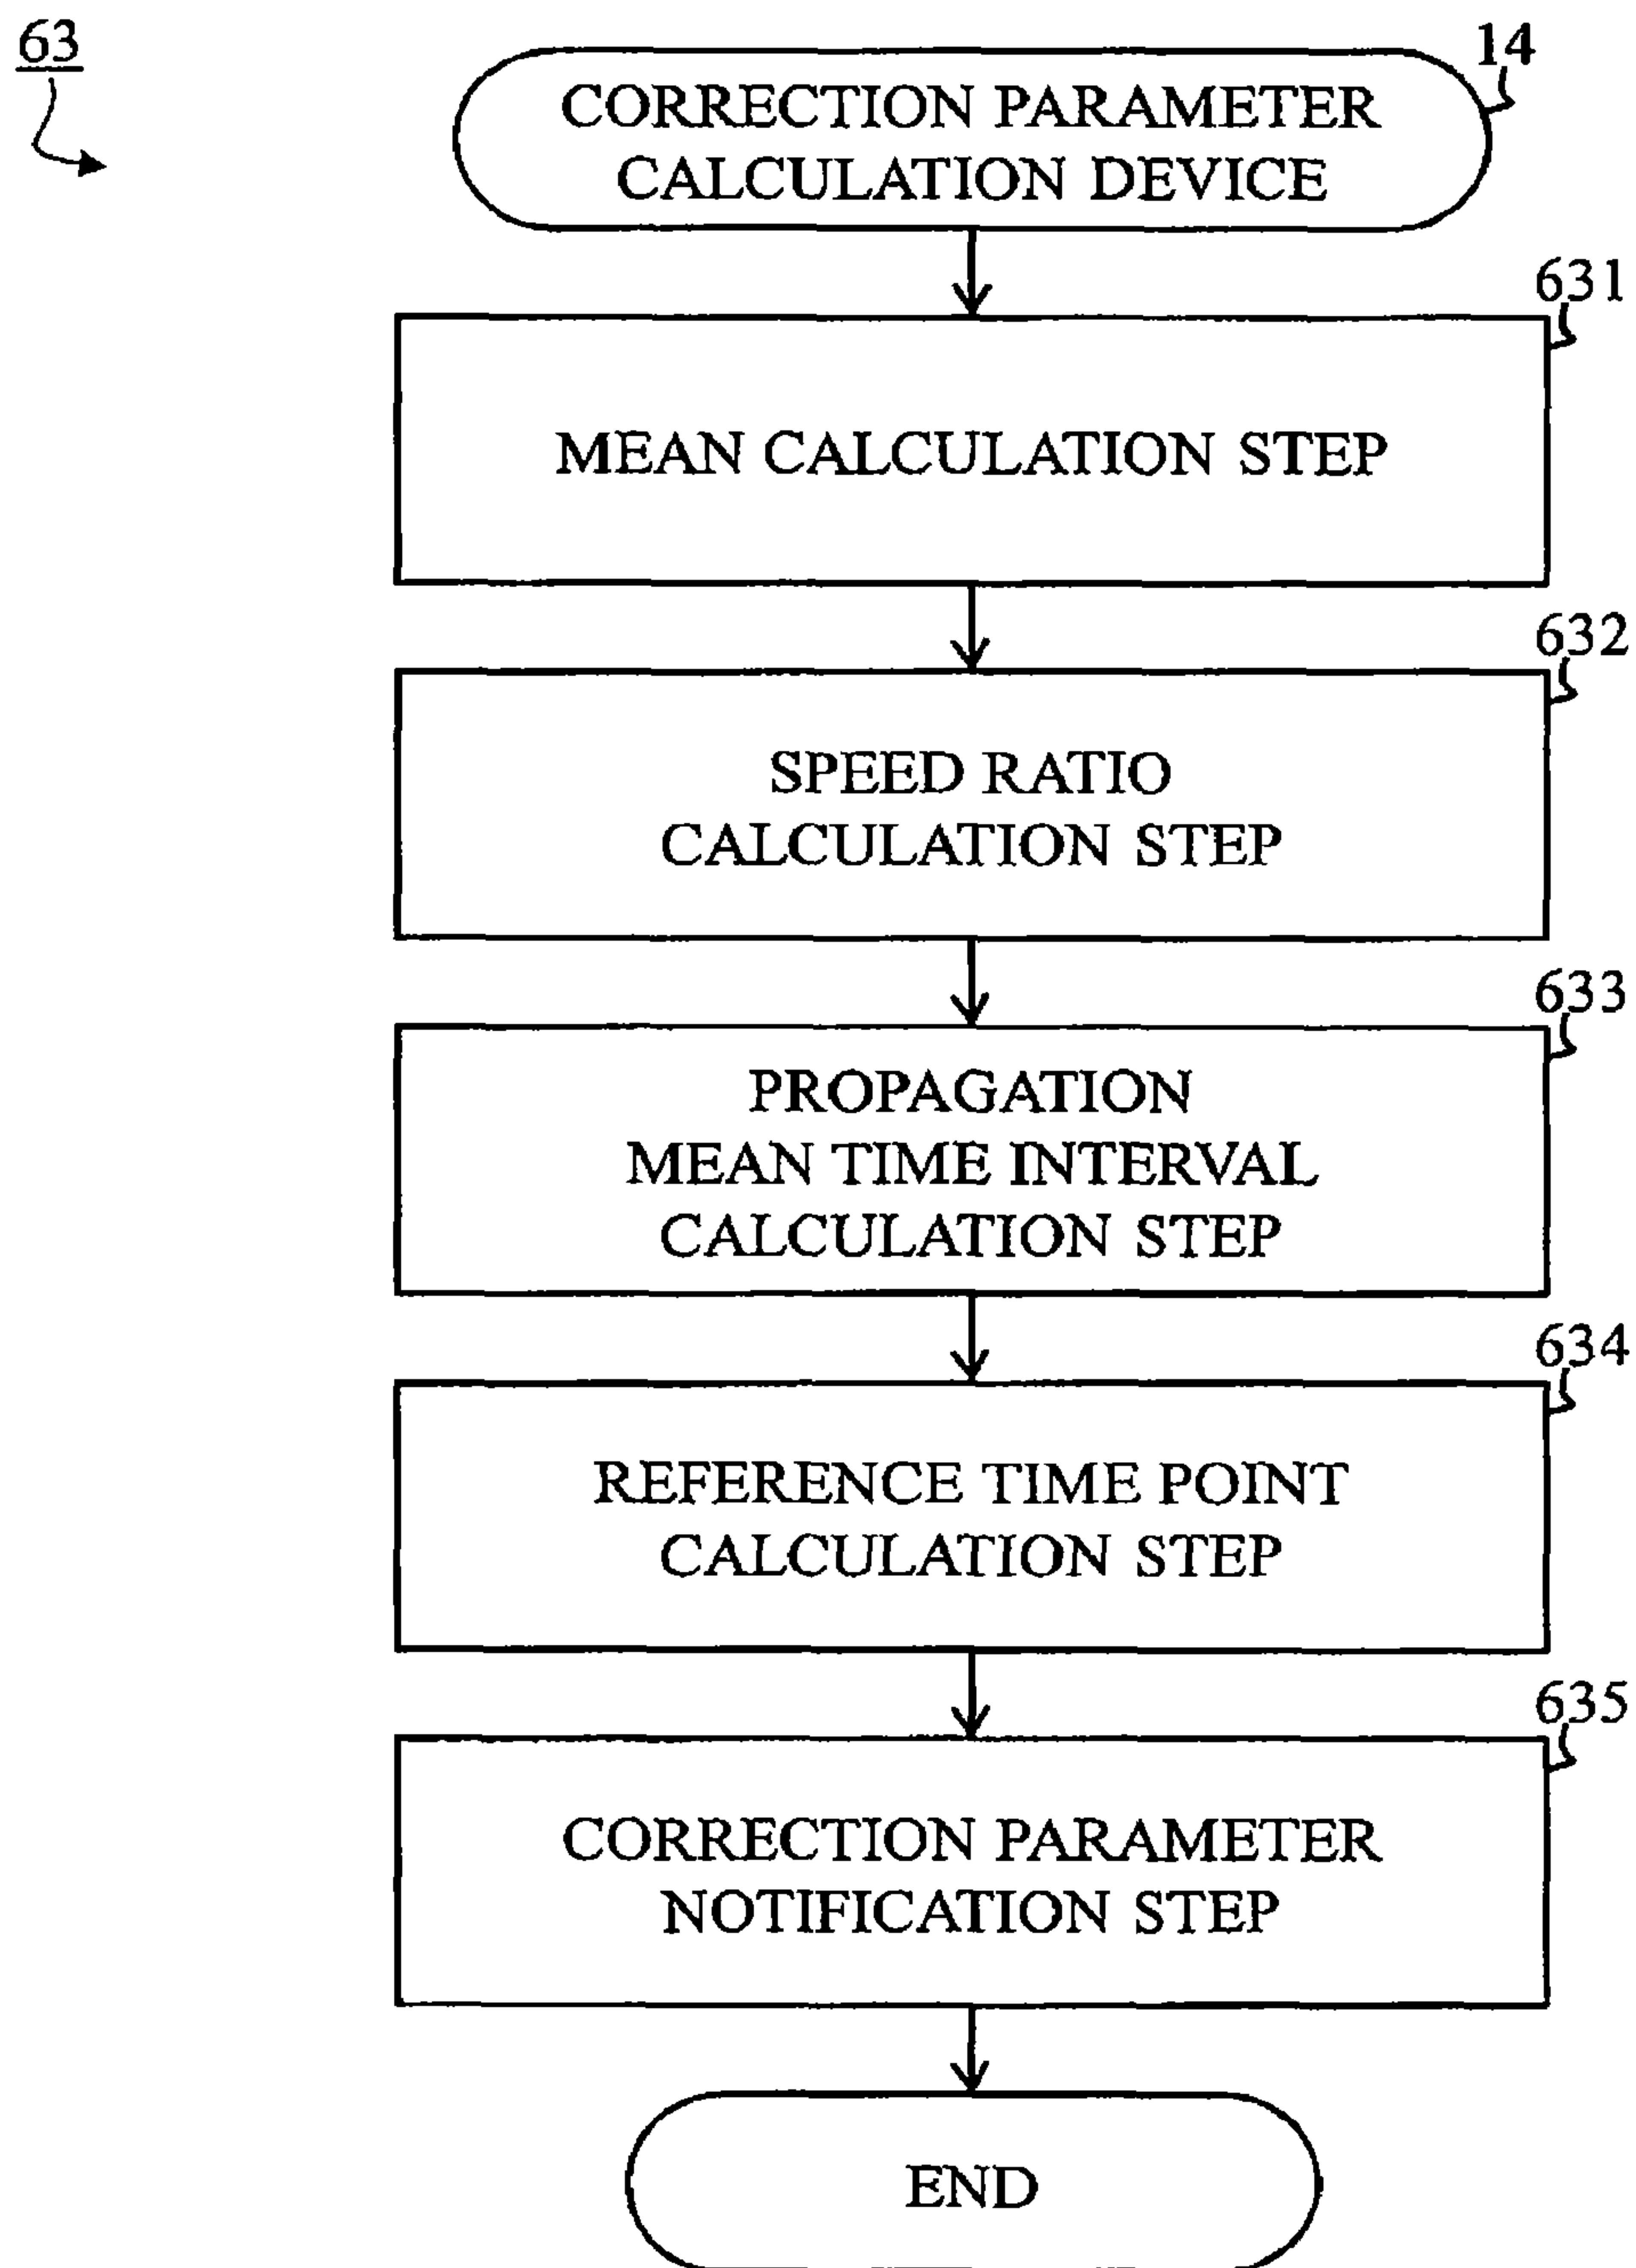 63
14
CORRECTION PARAMETER
CALCULATION DEVICE
631
MEAN CALCULATION STEP
632
SPEED RATIO
CALCULATION STEP
633
PROPAGATION
MEAN TIME INTERVAL
CALCULATION STEP
634
REFERENCE TIME POINT
CALCULATION STEP
635
CORRECTION PARAMETER
NOTIFICATION STEP
END